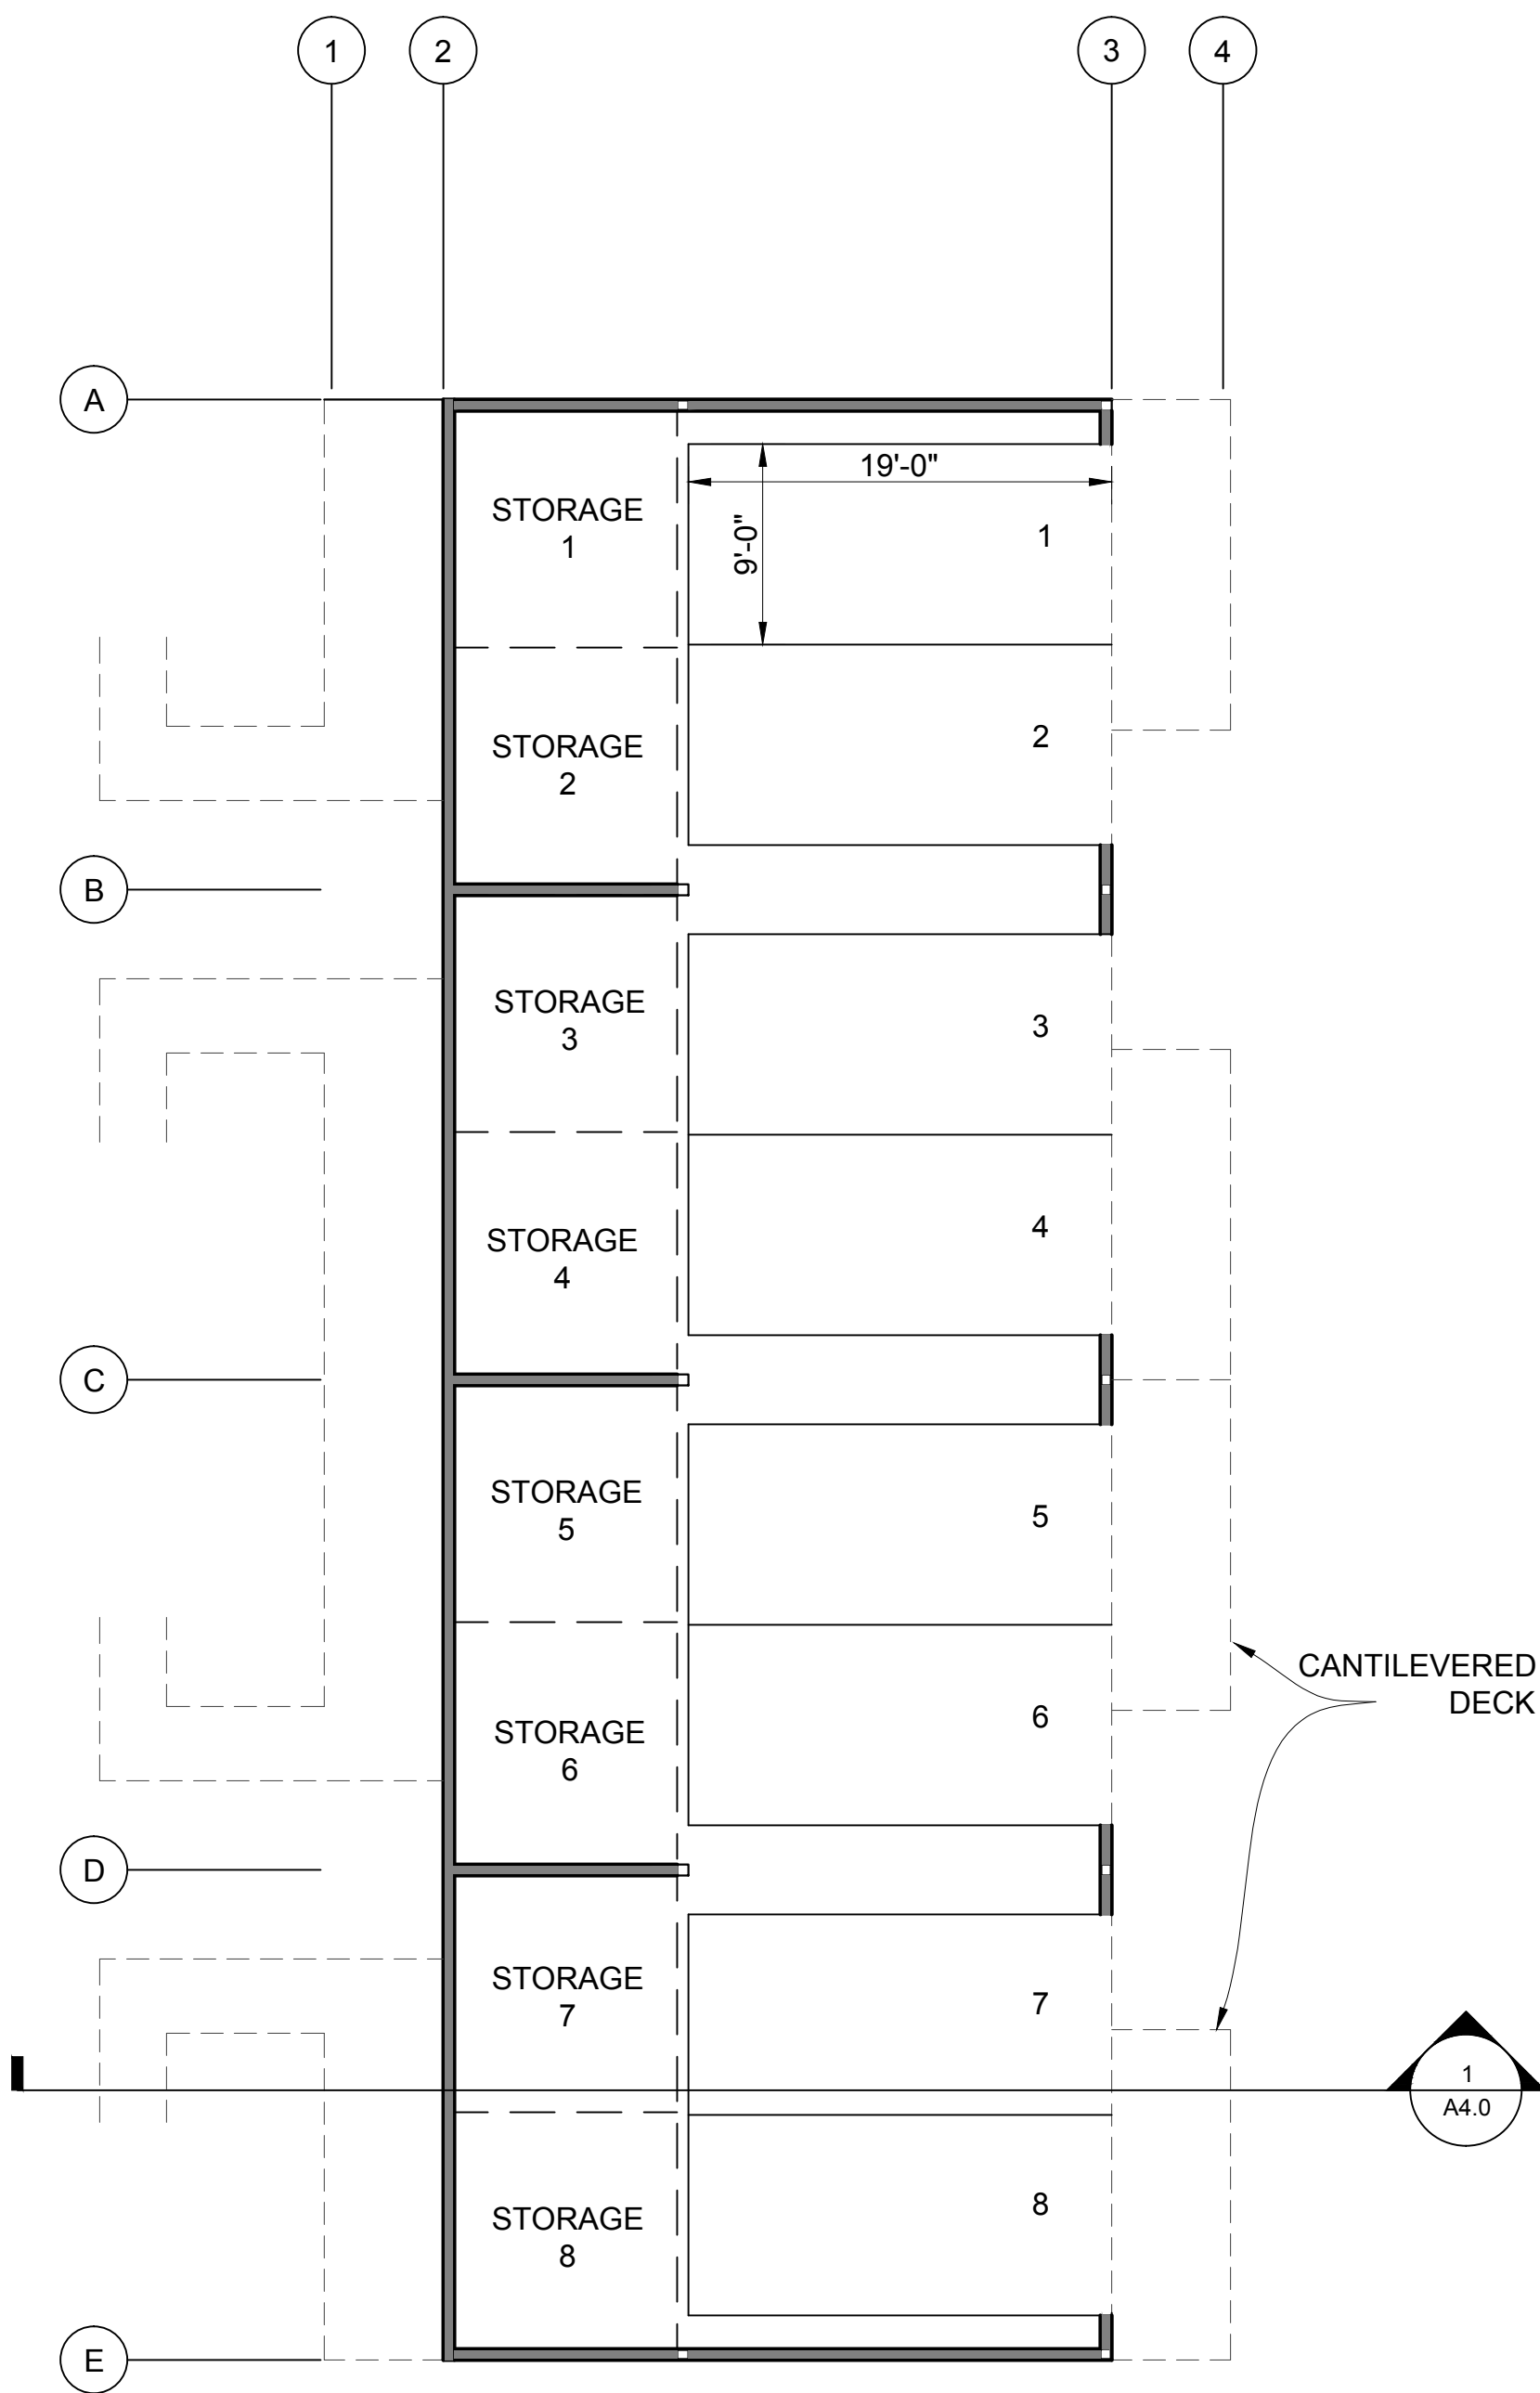 1
2
3
4
A
19'-0"
STORAGE
1
9'-0"
1
STORAGE
2
2
B
STORAGE
3
3
STORAGE
4
4
C
STORAGE
5
5
CANTILEVERED
DECK
STORAGE
6
6
D
STORAGE
7
7
1
A4.0
STORAGE
8
8
E